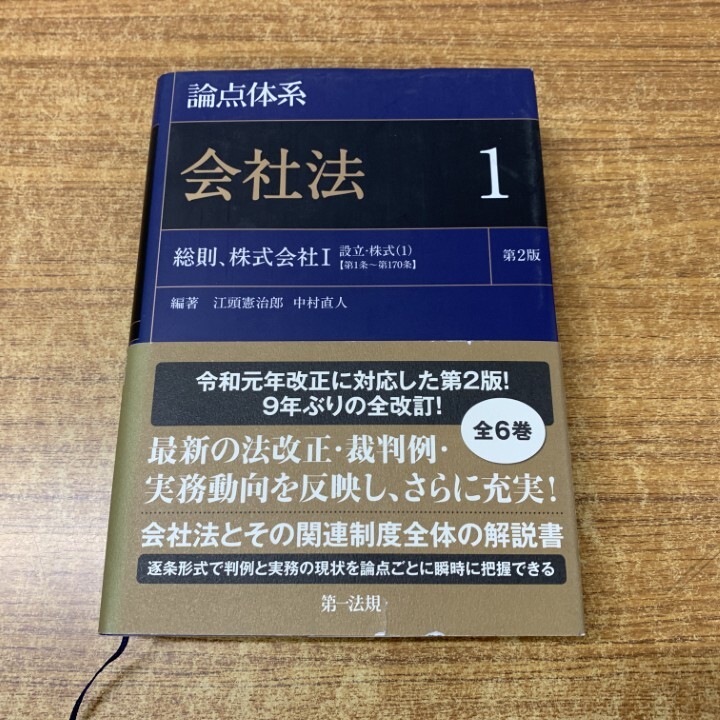 論点体系
会社法 1
総則、株式会社Ⅰ 設立・株式(1)
【第1条〜第170条】
第2版
編著 江頭憲治郎 中村直人
令和元年改正に対応した第2版!
9年ぶりの全改訂!
全6巻
最新の法改正・裁判例・
実務動向を反映し、さらに充実!
会社法とその関連制度全体の解説書
逐条形式で判例と実務の現状を論点ごとに瞬時に把握できる
第一法規